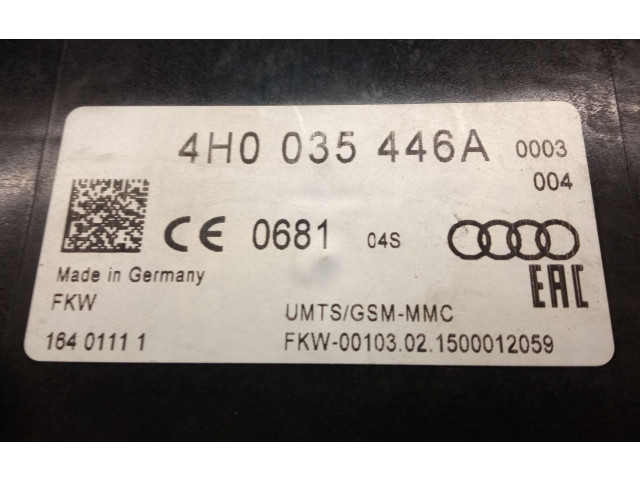 4H0 035 446A 0003
004
CE 0681 04S
EAC
Made in Germany
FKW
UMTS/GSM-MMC
164 0111 1
FKW-00103.02.1500012059